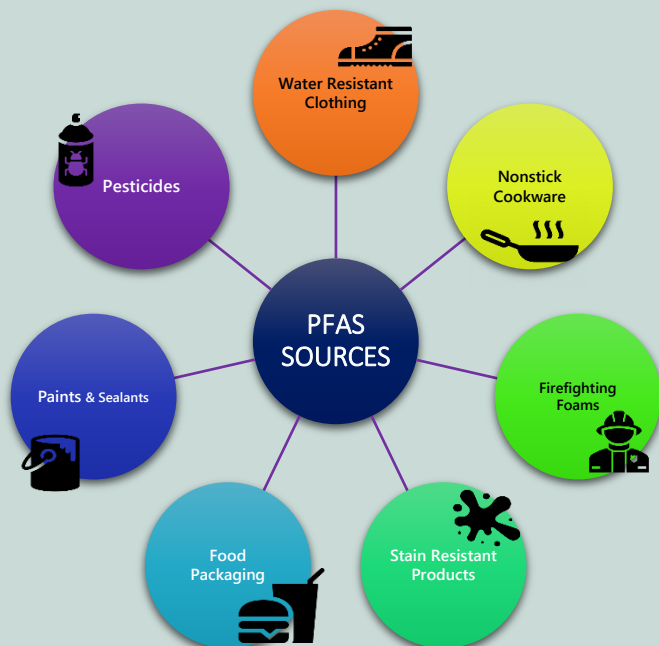 Water Resistant
Clothing
Nonstick
Cookware
Firefighting
Foams
Stain Resistant
Products
Food
Packaging
Paints & Sealants
Pesticides
PFAS
SOURCES